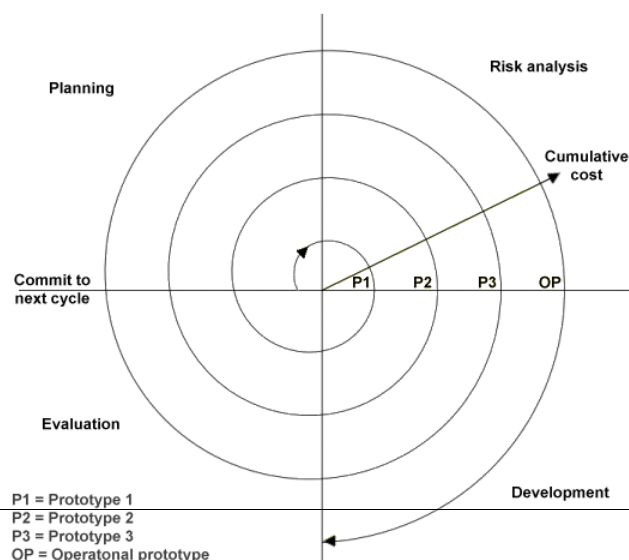 Risk analysis
Planning
Cumulative
cost
Commit to
next cycle
P1
P2
P3
OP
Evaluation
Development
P1 = Prototype 1
P2 = Prototype 2
P3 = Prototype 3
OP = Operatonal prototype